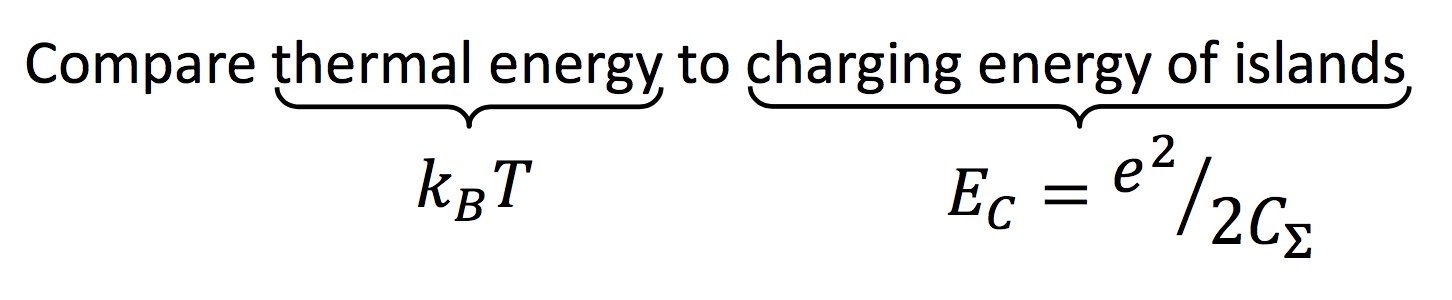 Compare thermal energy to charging energy of islands
k_B T
E_C = e^2/2C_Σ